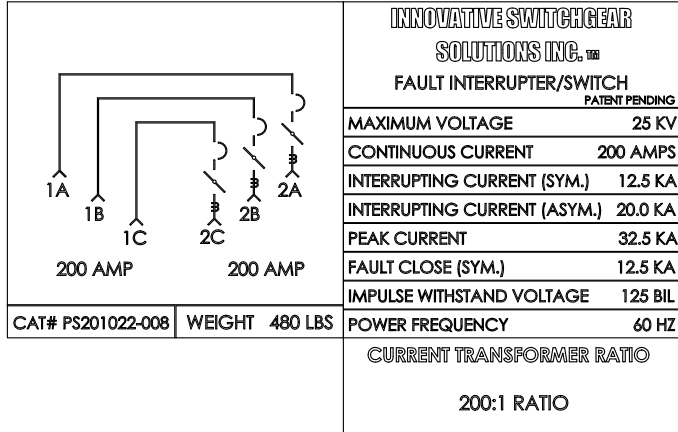 INNOVATIVE SWITCHGEAR
SOLUTIONS INC. TM
FAULT INTERRUPTER/SWITCH
PATENT PENDING
MAXIMUM VOLTAGE 25 KV
CONTINUOUS CURRENT 200 AMPS
INTERRUPTING CURRENT (SYM.) 12.5 KA
INTERRUPTING CURRENT (ASYM.) 20.0 KA
PEAK CURRENT 32.5 KA
FAULT CLOSE (SYM.) 12.5 KA
IMPULSE WITHSTAND VOLTAGE 125 BIL
POWER FREQUENCY 60 HZ
CURRENT TRANSFORMER RATIO
200:1 RATIO
1A 2A
1B 2B
1C 2C
200 AMP 200 AMP
CAT# PS201022-008 WEIGHT 480 LBS